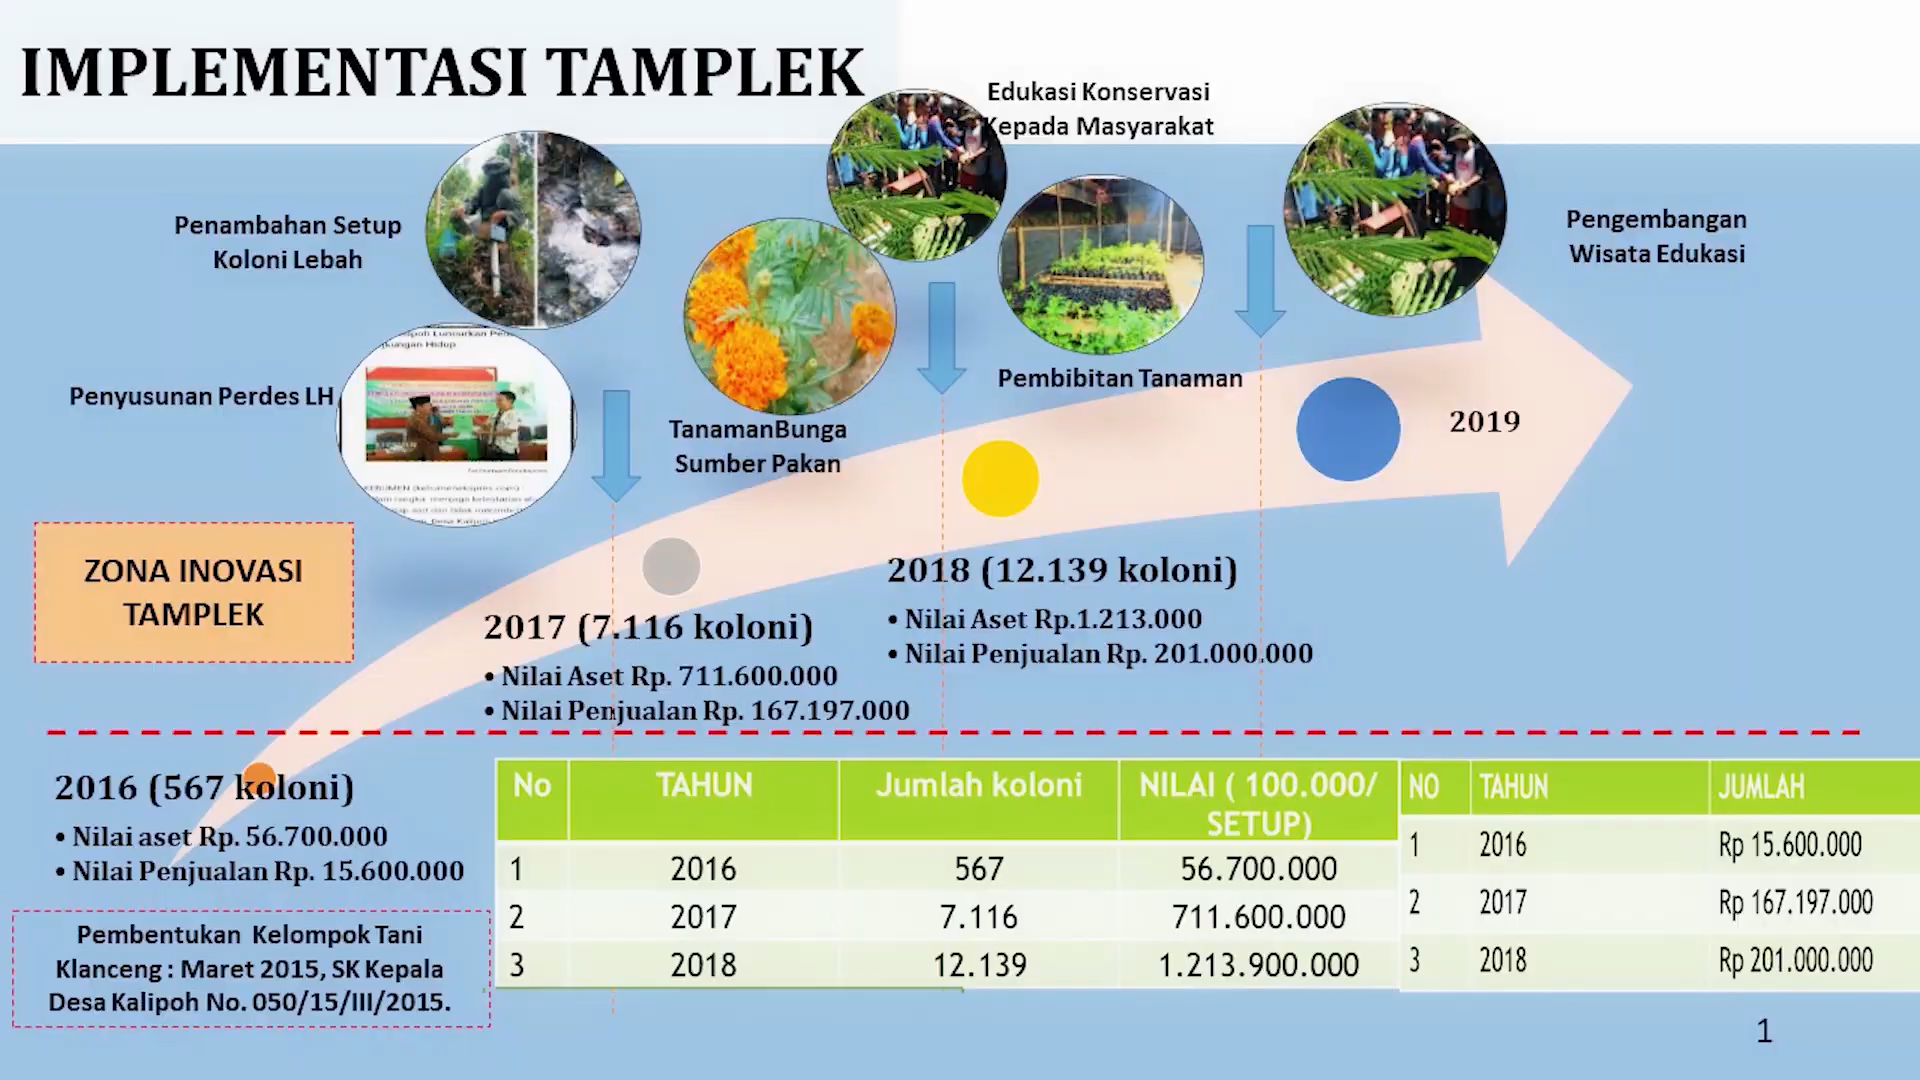 IMPLEMENTASI TAMPLEK
Edukasi Konservasi
Kepada Masyarakat
Penambahan Setup
Koloni Lebah
Pengembangan
Wisata Edukasi
Penyusunan Perdes LH
Pembibitan Tanaman
TanamanBunga
Sumber Pakan
2019
ZONA INOVASI
TAMPLEK
2018 (12.139 koloni)
• Nilai Aset Rp.1.213.000
• Nilai Penjualan Rp. 201.000.000
2017 (7.116 koloni)
• Nilai Aset Rp. 711.600.000
• Nilai Penjualan Rp. 167.197.000
2016 (567 koloni)
• Nilai aset Rp. 56.700.000
• Nilai Penjualan Rp. 15.600.000
Pembentukan Kelompok Tani
Klanceng : Maret 2015, SK Kepala
Desa Kalipoh No. 050/15/III/2015.
No TAHUN Jumlah koloni NILAI ( 100.000/
SETUP)
1 2016 567 56.700.000
2 2017 7.116 711.600.000
3 2018 12.139 1.213.900.000
NO TAHUN JUMLAH
1 2016 Rp 15.600.000
2 2017 Rp 167.197.000
3 2018 Rp 201.000.000
1